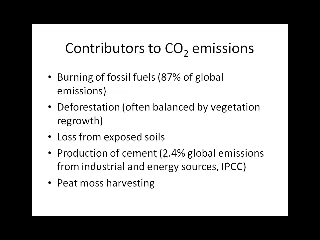 Contributors to CO₂ emissions
• Burning of fossil fuels (87% of global
emissions)
• Deforestation (often balanced by vegetation
regrowth)
• Loss from exposed soils
• Production of cement (2.4% global emissions
from industrial and energy sources, IPCC)
• Peat moss harvesting